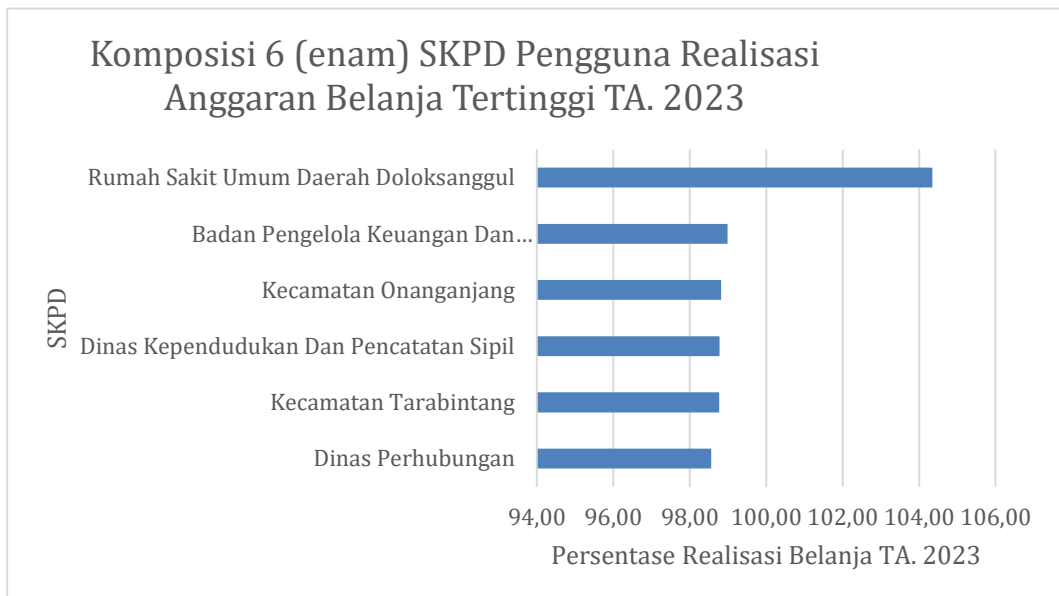 Komposisi 6 (enam) SKPD Pengguna Realisasi
Anggaran Belanja Tertinggi TA. 2023
SKPD
Rumah Sakit Umum Daerah Doloksanggul
Badan Pengelola Keuangan Dan…
Kecamatan Onanganjang
Dinas Kependudukan Dan Pencatatan Sipil
Kecamatan Tarabintang
Dinas Perhubungan
94,00 96,00 98,00 100,00 102,00 104,00 106,00
Persentase Realisasi Belanja TA. 2023